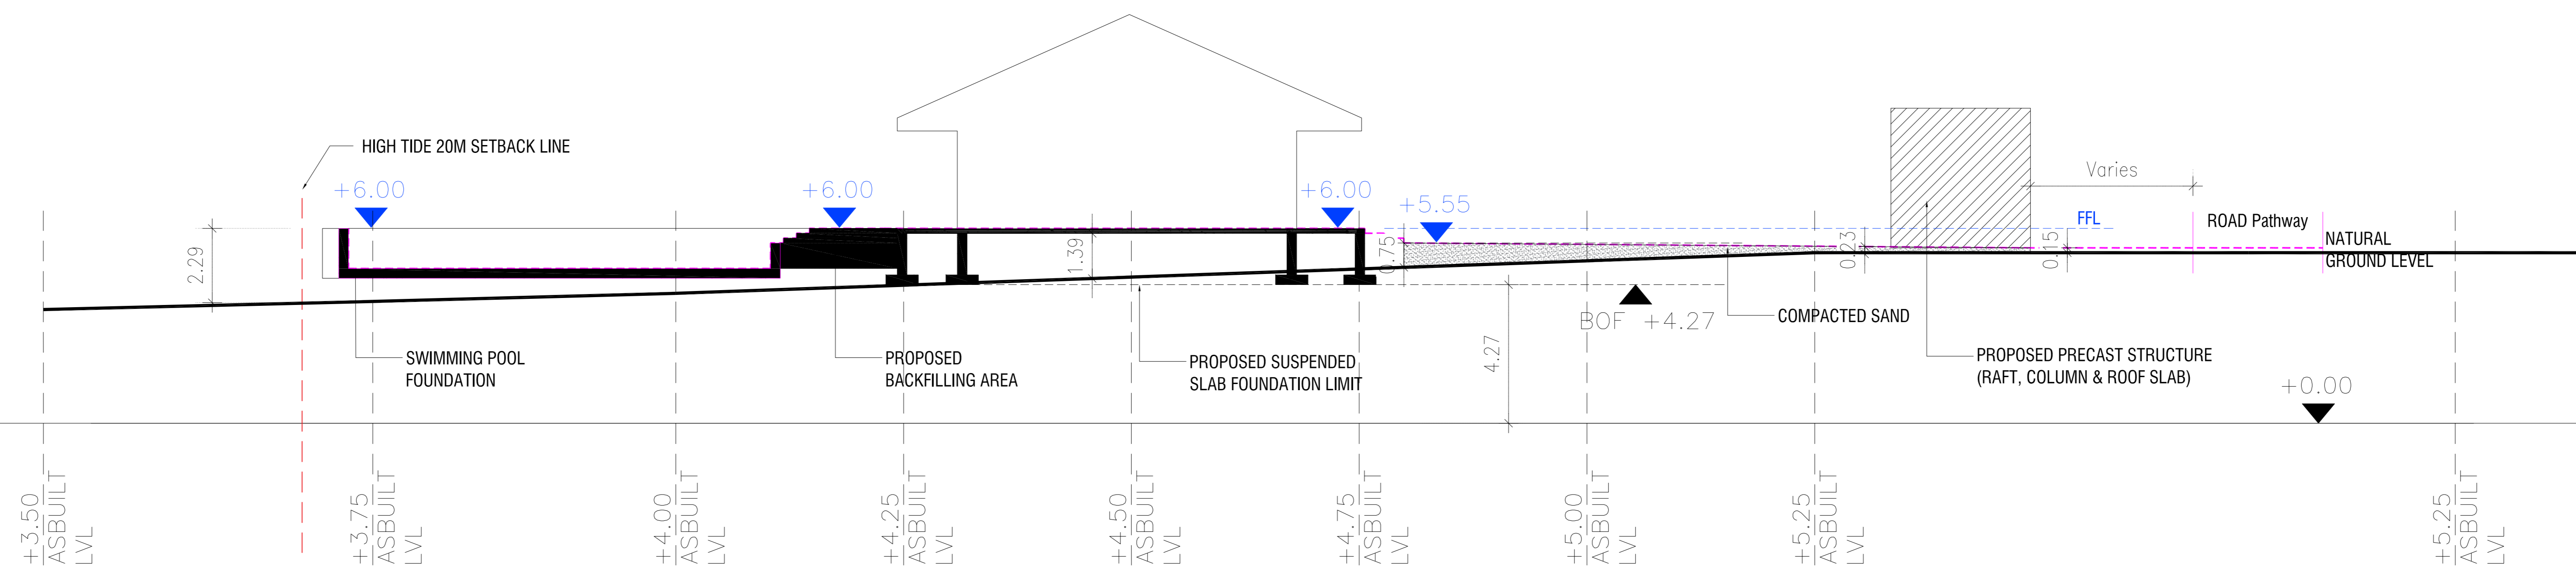 HIGH TIDE 20M SETBACK LINE
+6.00
+6.00
+6.00
+5.55
Varies
FFL
ROAD Pathway
NATURAL
GROUND LEVEL
2.29
1.39
0.75
0.23
0.15
BOF +4.27
COMPACTED SAND
4.27
SWIMMING POOL
FOUNDATION
PROPOSED
BACKFILLING AREA
PROPOSED SUSPENDED
SLAB FOUNDATION LIMIT
PROPOSED PRECAST STRUCTURE
(RAFT, COLUMN & ROOF SLAB)
+0.00
+3.50
ASBUILT
LVL
+3.75
ASBUILT
LVL
+4.00
ASBUILT
LVL
+4.25
ASBUILT
LVL
+4.50
ASBUILT
LVL
+4.75
ASBUILT
LVL
+5.00
ASBUILT
LVL
+5.25
ASBUILT
LVL
+5.25
ASBUILT
LVL